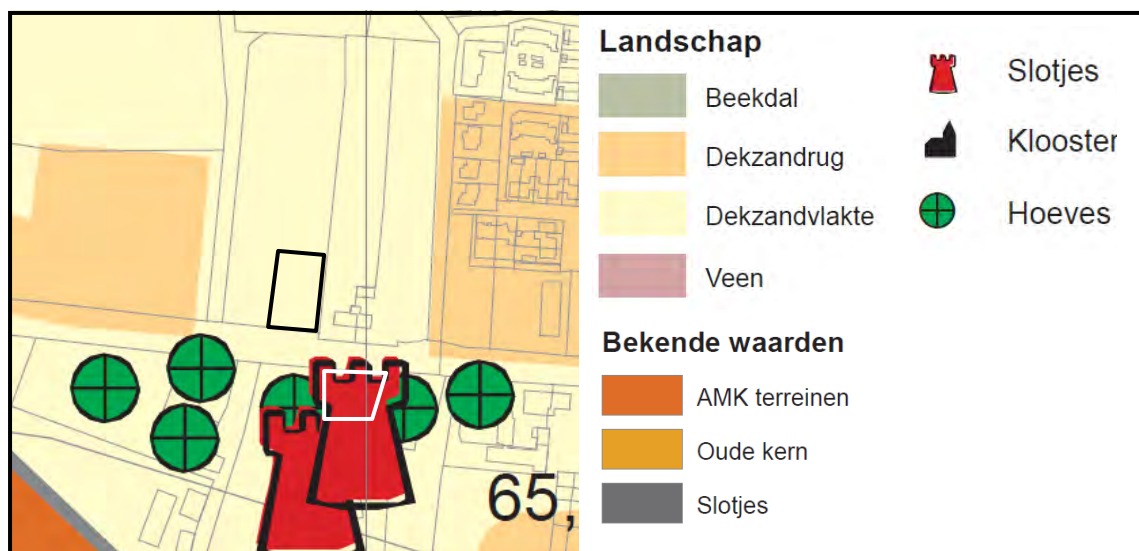 65,
Landschap
Beekdal
Dekzandrug
Dekzandvlakte
Veen
Bekende waarden
AMK terreinen
Oude kern
Slotjes
Slotjes
Klooster
Hoeves